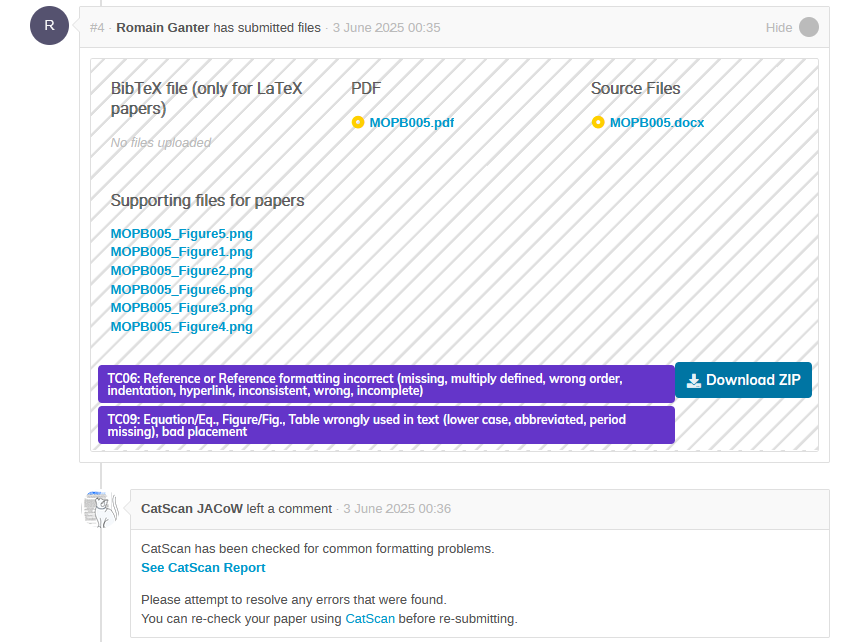 R
#4 · Romain Ganter has submitted files · 3 June 2025 00:35
Hide
BibTeX file (only for LaTeX
papers)
No files uploaded
PDF
MOPB005.pdf
Source Files
MOPB005.docx
Supporting files for papers
MOPB005_Figure5.png
MOPB005_Figure1.png
MOPB005_Figure2.png
MOPB005_Figure6.png
MOPB005_Figure3.png
MOPB005_Figure4.png
TC06: Reference or Reference formatting incorrect (missing, multiply defined, wrong order,
indentation, hyperlink, inconsistent, wrong, incomplete)
TC09: Equation/Eq., Figure/Fig., Table wrongly used in text (lower case, abbreviated, period
missing), bad placement
Download ZIP
CatScan JACoW left a comment · 3 June 2025 00:36
CatScan has been checked for common formatting problems.
See CatScan Report
Please attempt to resolve any errors that were found.
You can re-check your paper using CatScan before re-submitting.